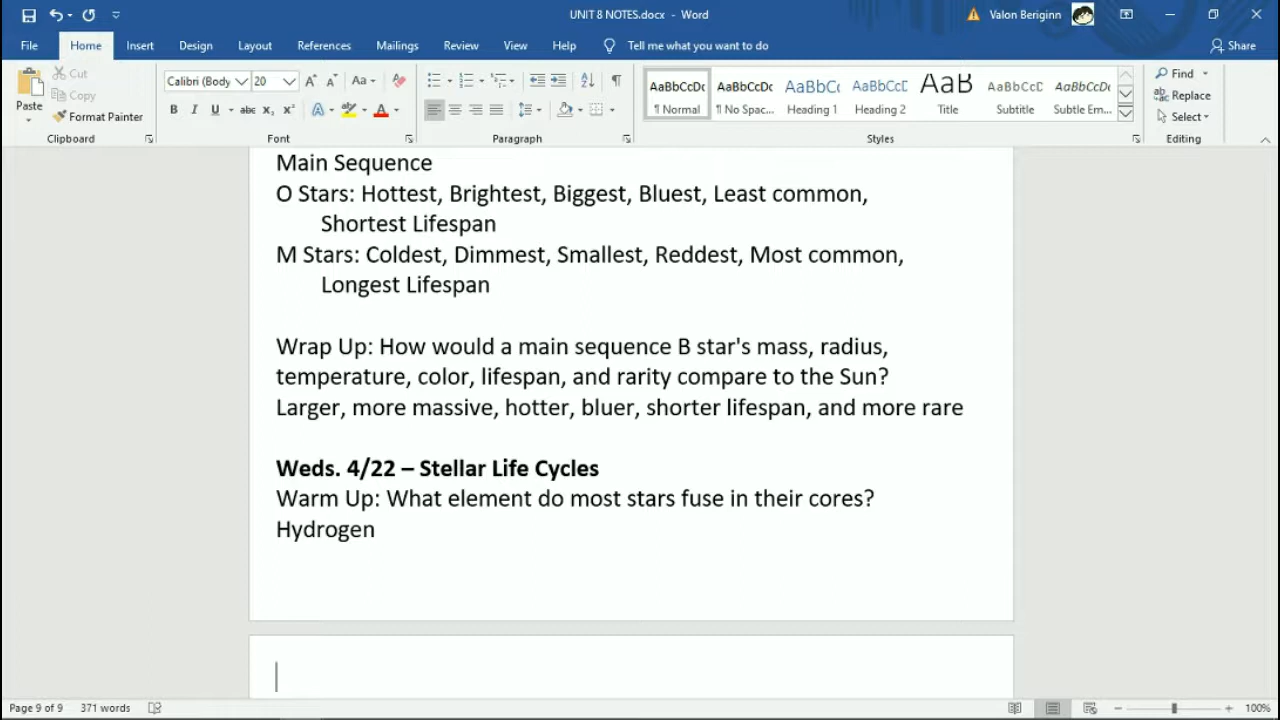 UNIT 8 NOTES.docx - Word
Valon Beriginn
File Home Insert Design Layout References Mailings Review View Help Tell me what you want to do Share
Paste
Cut
Copy
Format Painter
Clipboard
Calibri (Body 20
Aa
B I U abc x₂ x² A A
Font
Paragraph
AaBbCcDc AaBbCcDc AaBbCc AaBbCcD AaB AaBbCcD AaBbCcDc
¶ Normal ¶ No Spac... Heading 1 Heading 2 Title Subtitle Subtle Em...
Styles
Find
Replace
Select
Editing
Main Sequence
O Stars: Hottest, Brightest, Biggest, Bluest, Least common,
Shortest Lifespan
M Stars: Coldest, Dimmest, Smallest, Reddest, Most common,
Longest Lifespan
Wrap Up: How would a main sequence B star's mass, radius,
temperature, color, lifespan, and rarity compare to the Sun?
Larger, more massive, hotter, bluer, shorter lifespan, and more rare
Weds. 4/22 – Stellar Life Cycles
Warm Up: What element do most stars fuse in their cores?
Hydrogen
Page 9 of 9 371 words
100%